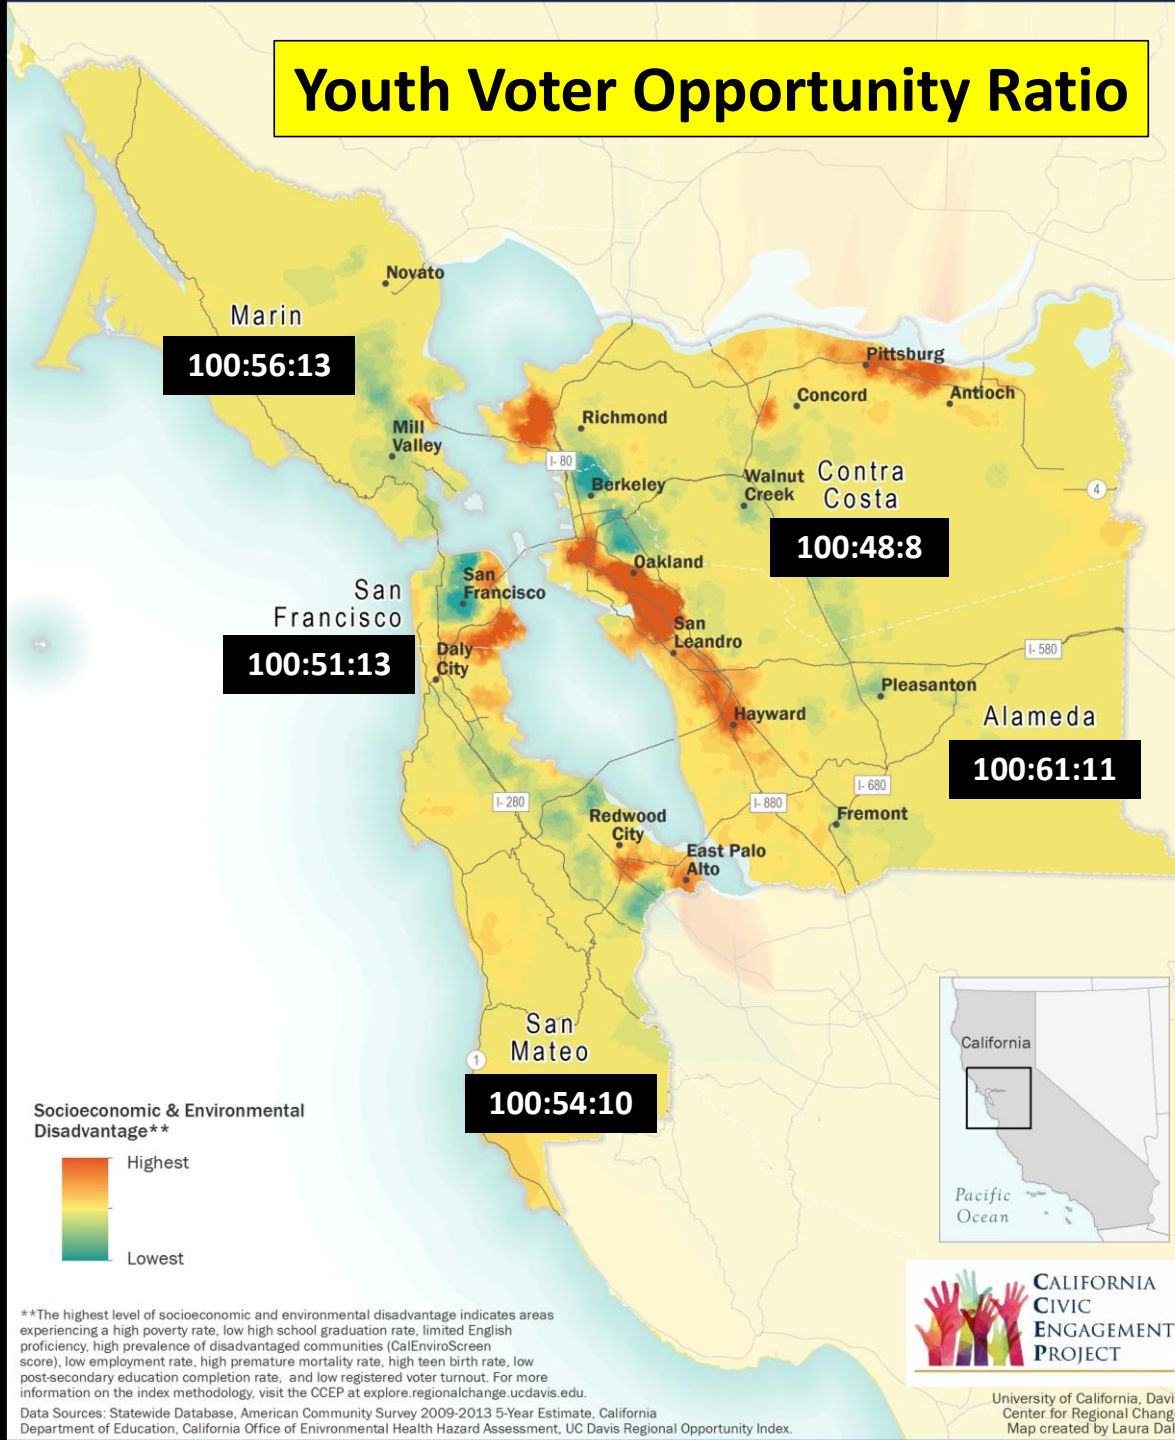 Youth Voter Opportunity Ratio
Novato
Marin
100:56:13
Pittsburg
Concord
Antioch
Richmond
Mill
Valley
I- 80
Berkeley
Walnut
Creek
Contra
Costa
4
100:48:8
Oakland
San
Francisco
San
Francisco
100:51:13
San
Leandro
Daly
City
I- 580
Pleasanton
Hayward
Alameda
100:61:11
I- 680
I- 280
I- 880
Redwood
City
Fremont
East Palo
Alto
San
Mateo
1
100:54:10
California
Pacific
Ocean
Socioeconomic & Environmental
Disadvantage**
Highest
Lowest
**The highest level of socioeconomic and environmental disadvantage indicates areas
experiencing a high poverty rate, low high school graduation rate, limited English
proficiency, high prevalence of disadvantaged communities (CalEnviroScreen
score), low employment rate, high premature mortality rate, high teen birth rate, low
post-secondary education completion rate, and low registered voter turnout. For more
information on the index methodology, visit the CCEP at explore.regionalchange.ucdavis.edu.
Data Sources: Statewide Database, American Community Survey 2009-2013 5-Year Estimate, California
Department of Education, California Office of Environmental Health Hazard Assessment, UC Davis Regional Opportunity Index.
CALIFORNIA
CIVIC
ENGAGEMENT
PROJECT
University of California, Davi
Center for Regional Chang
Map created by Laura Dal